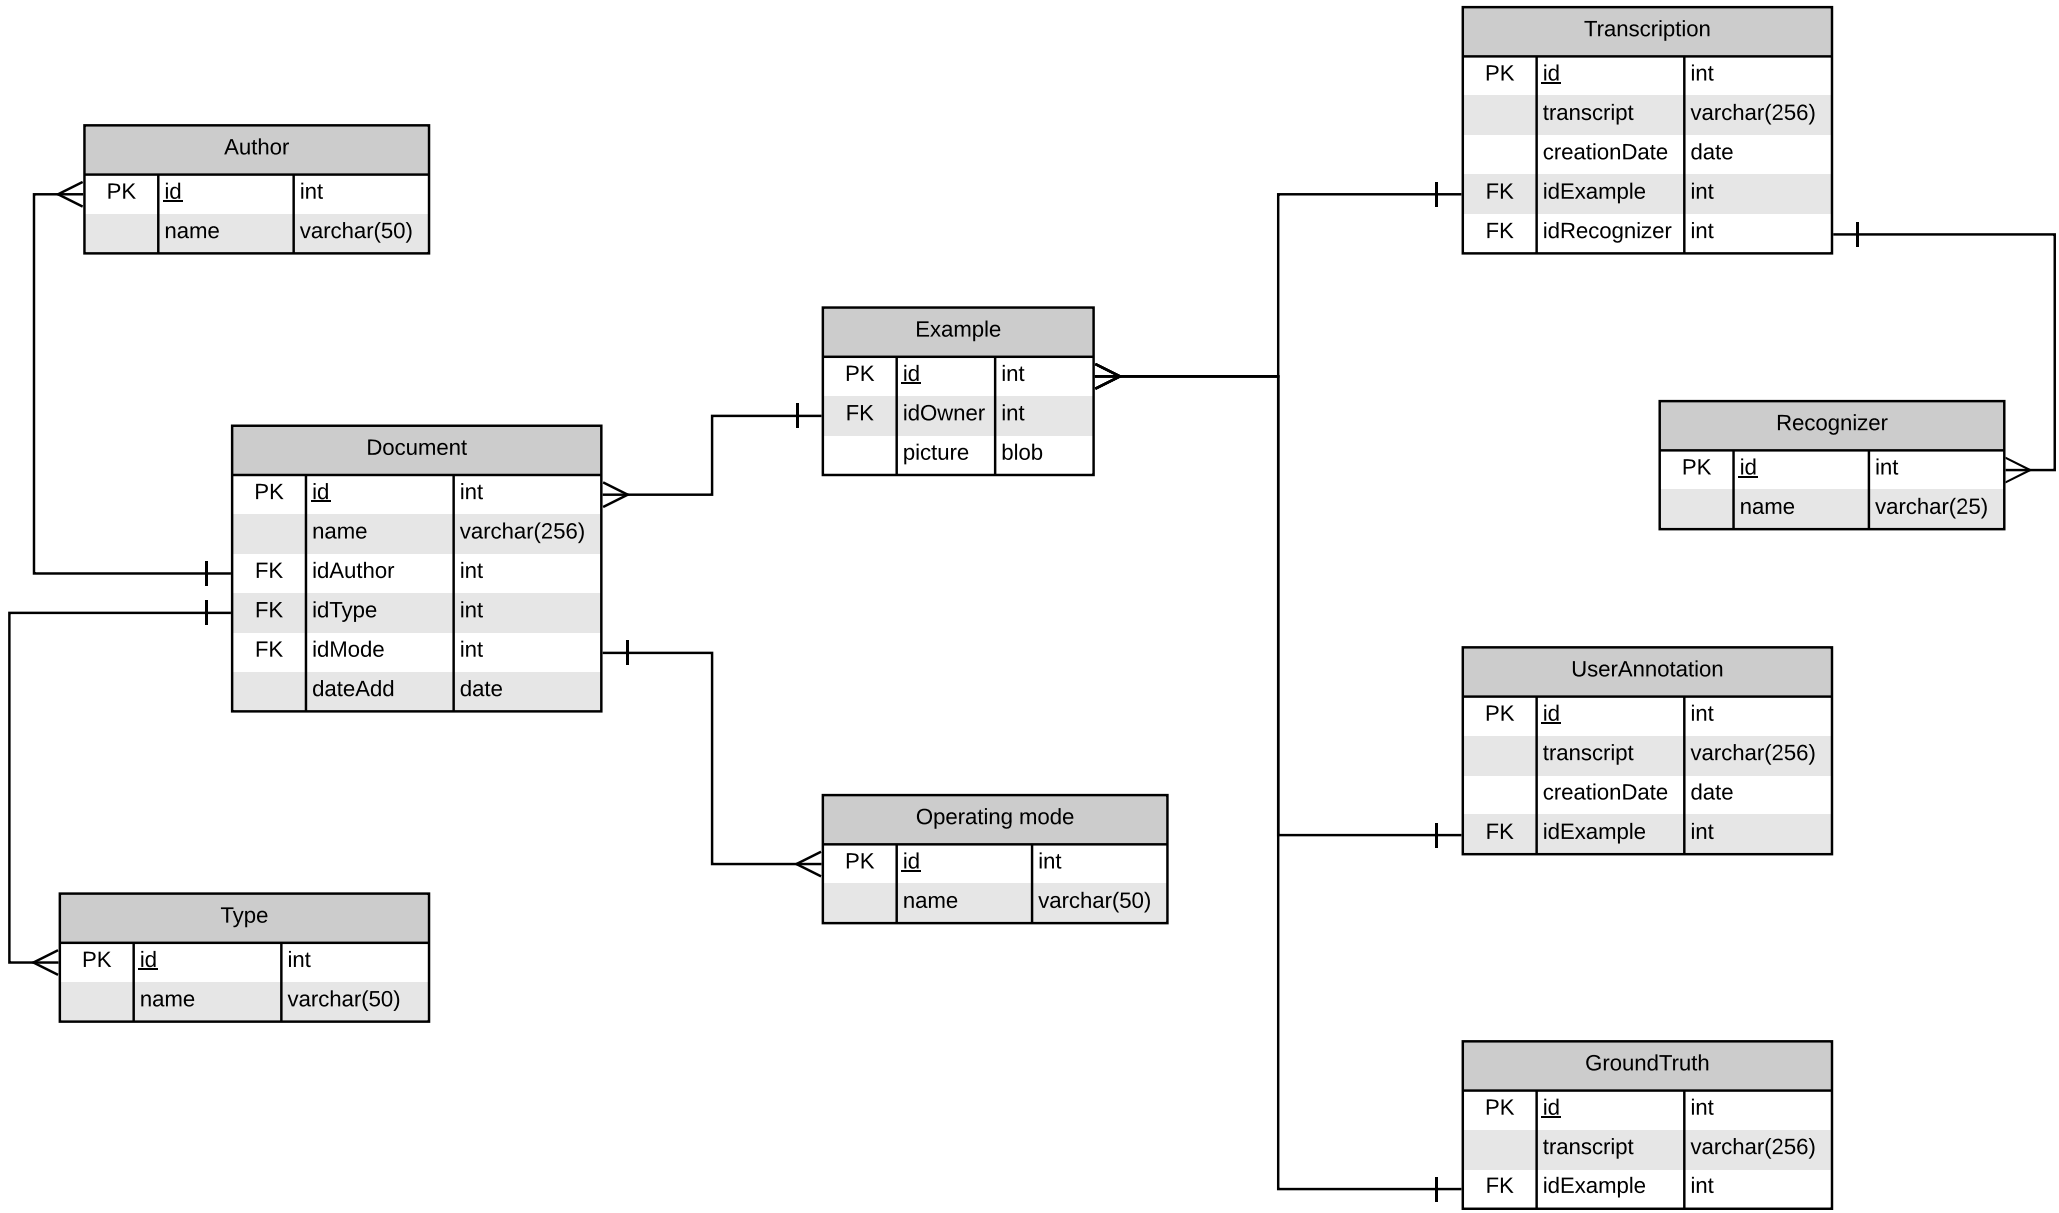 Transcription
PK id int
transcript varchar(256)
creationDate date
FK idExample int
FK idRecognizer int
Author
PK id int
name varchar(50)
Example
PK id int
FK idOwner int
picture blob
Recognizer
PK id int
name varchar(25)
Document
PK id int
name varchar(256)
FK idAuthor int
FK idType int
FK idMode int
dateAdd date
UserAnnotation
PK id int
transcript varchar(256)
creationDate date
FK idExample int
Operating mode
PK id int
name varchar(50)
Type
PK id int
name varchar(50)
GroundTruth
PK id int
transcript varchar(256)
FK idExample int